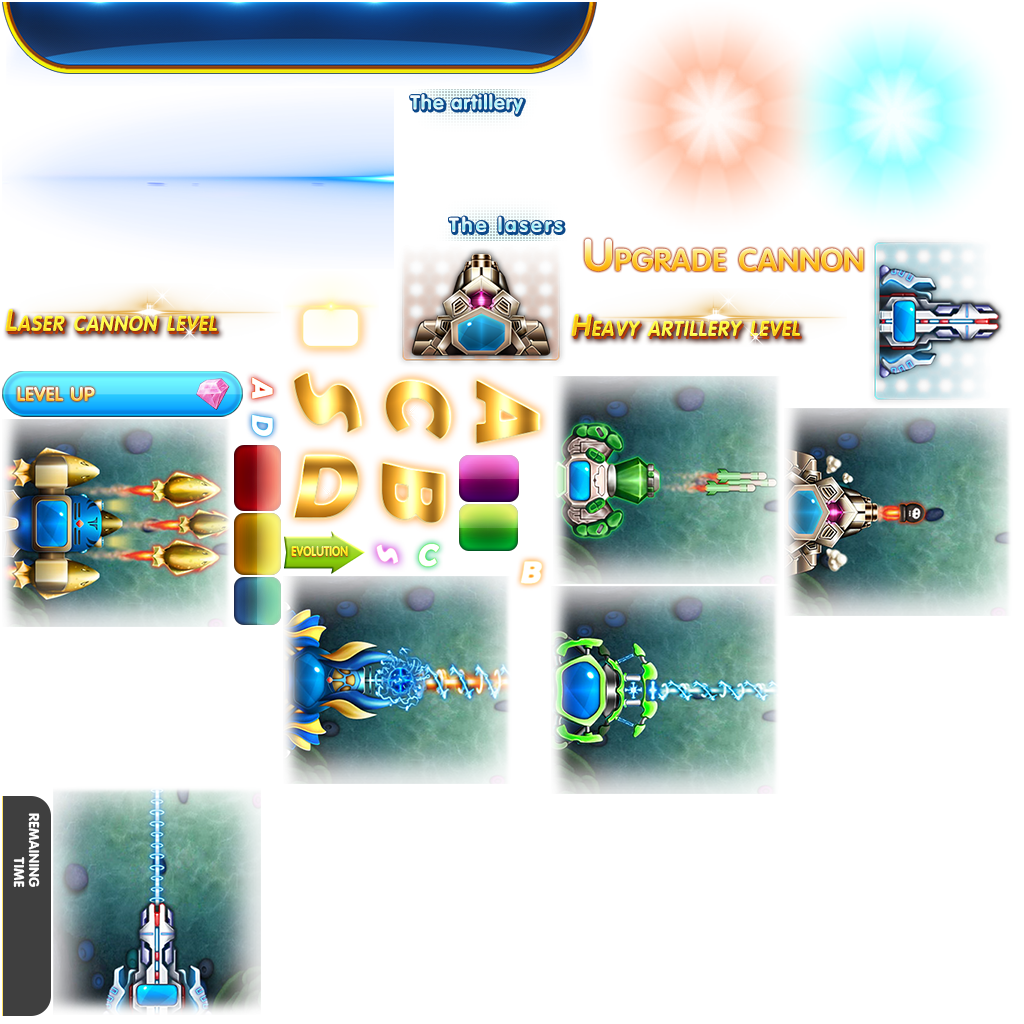 The artillery
The lasers
UPGRADE CANNON
LASER CANNON LEVEL
HEAVY ARTILLERY LEVEL
LEVEL UP
A
D
S
C
A
D
B
EVOLUTION
S
C
B
REMAINING
TIME